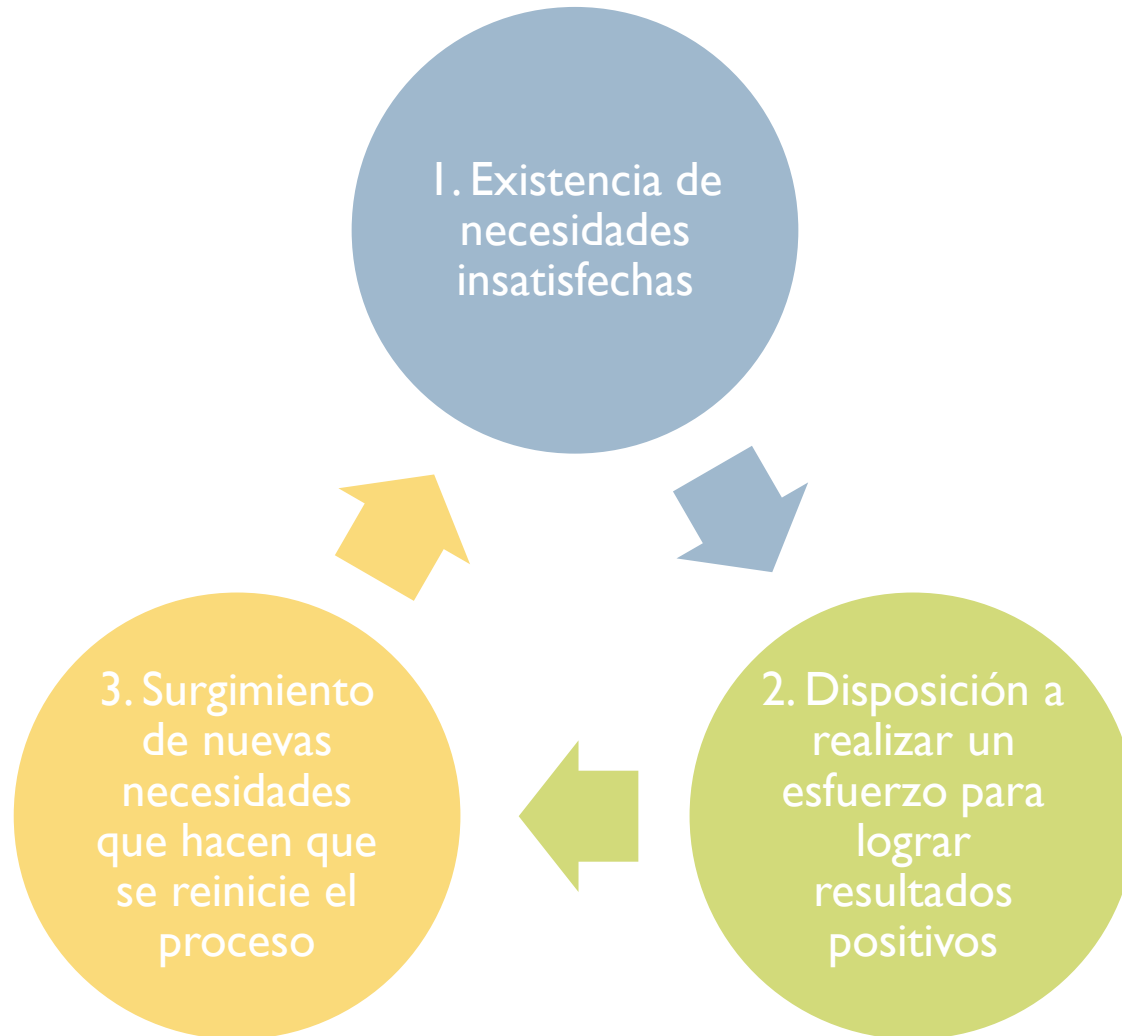 1. Existencia de
necesidades
insatisfechas
2. Disposición a
realizar un
esfuerzo para
lograr
resultados
positivos
3. Surgimiento
de nuevas
necesidades
que hacen que
se reinicie el
proceso